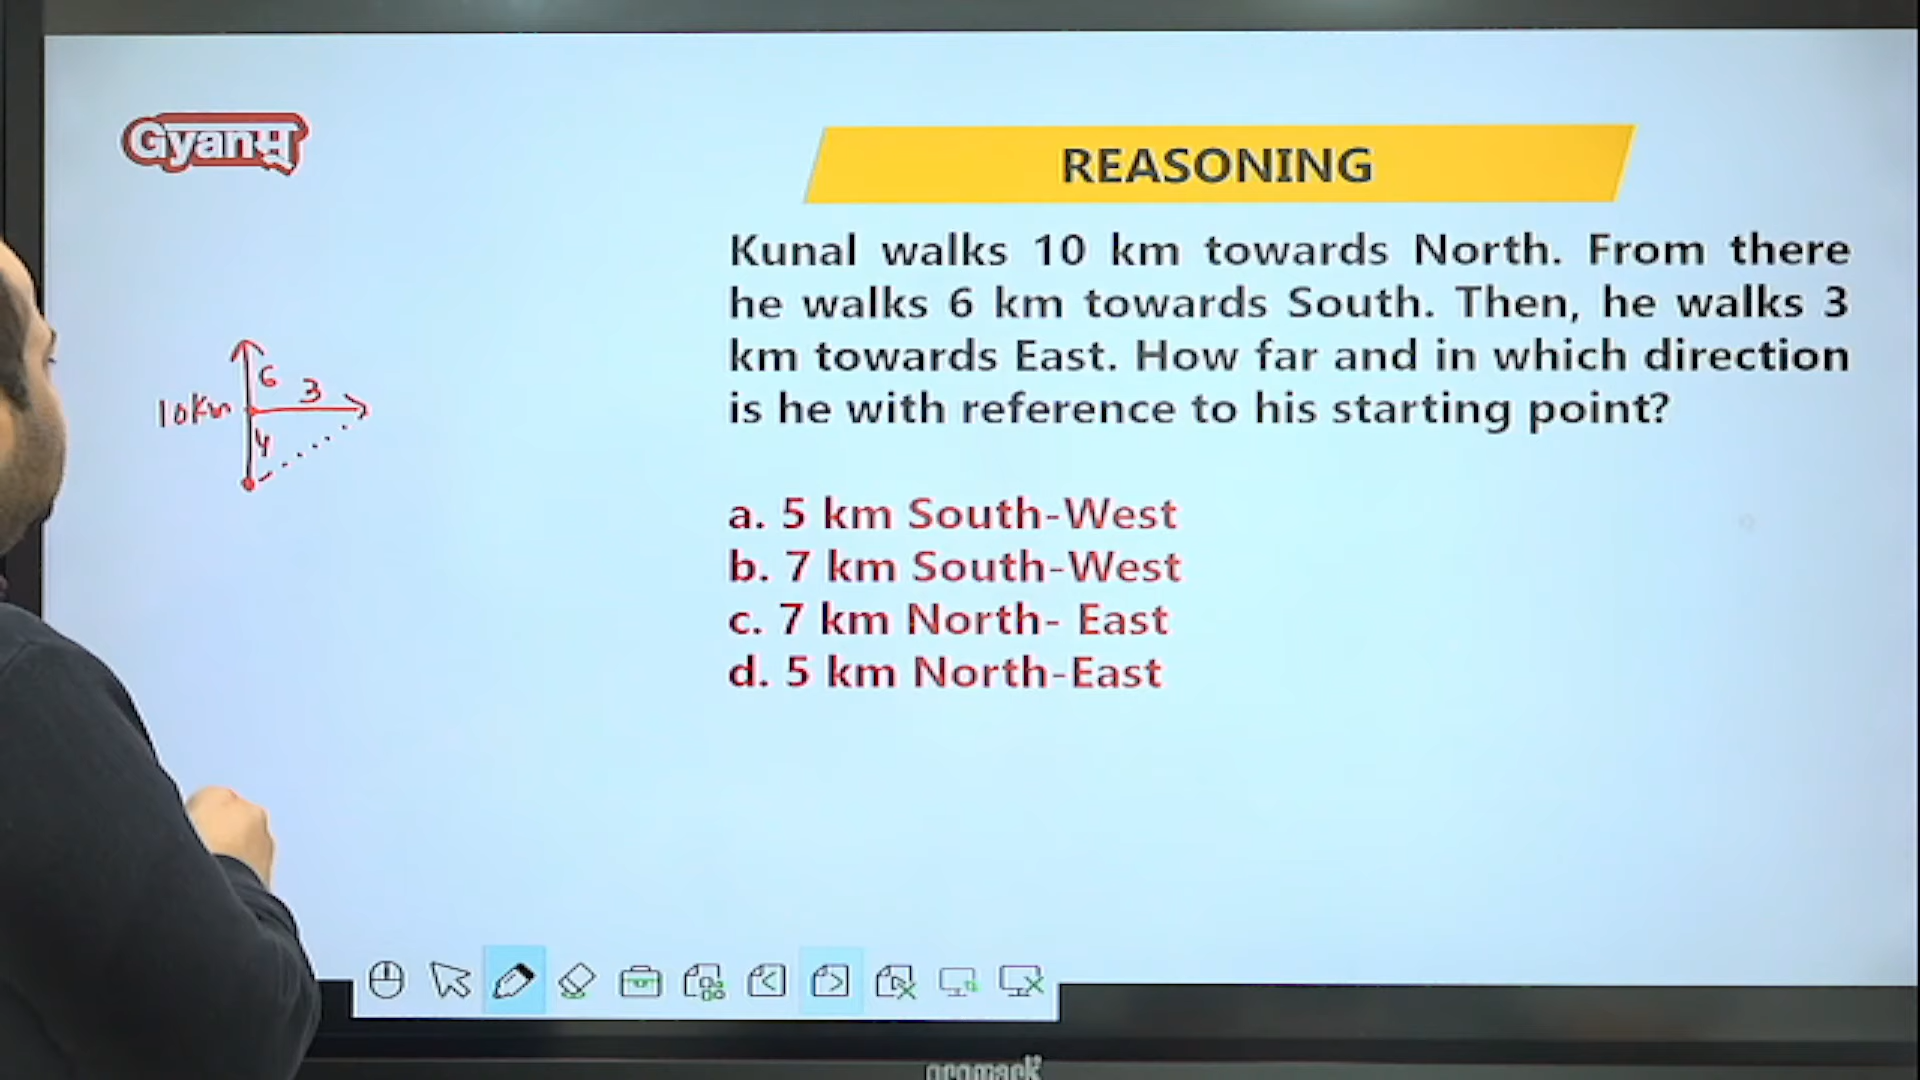 Gyanम्
REASONING
Kunal walks 10 km towards North. From there
he walks 6 km towards South. Then, he walks 3
km towards East. How far and in which direction
is he with reference to his starting point?
6
3
10km
4
a. 5 km South-West
b. 7 km South-West
c. 7 km North- East
d. 5 km North-East